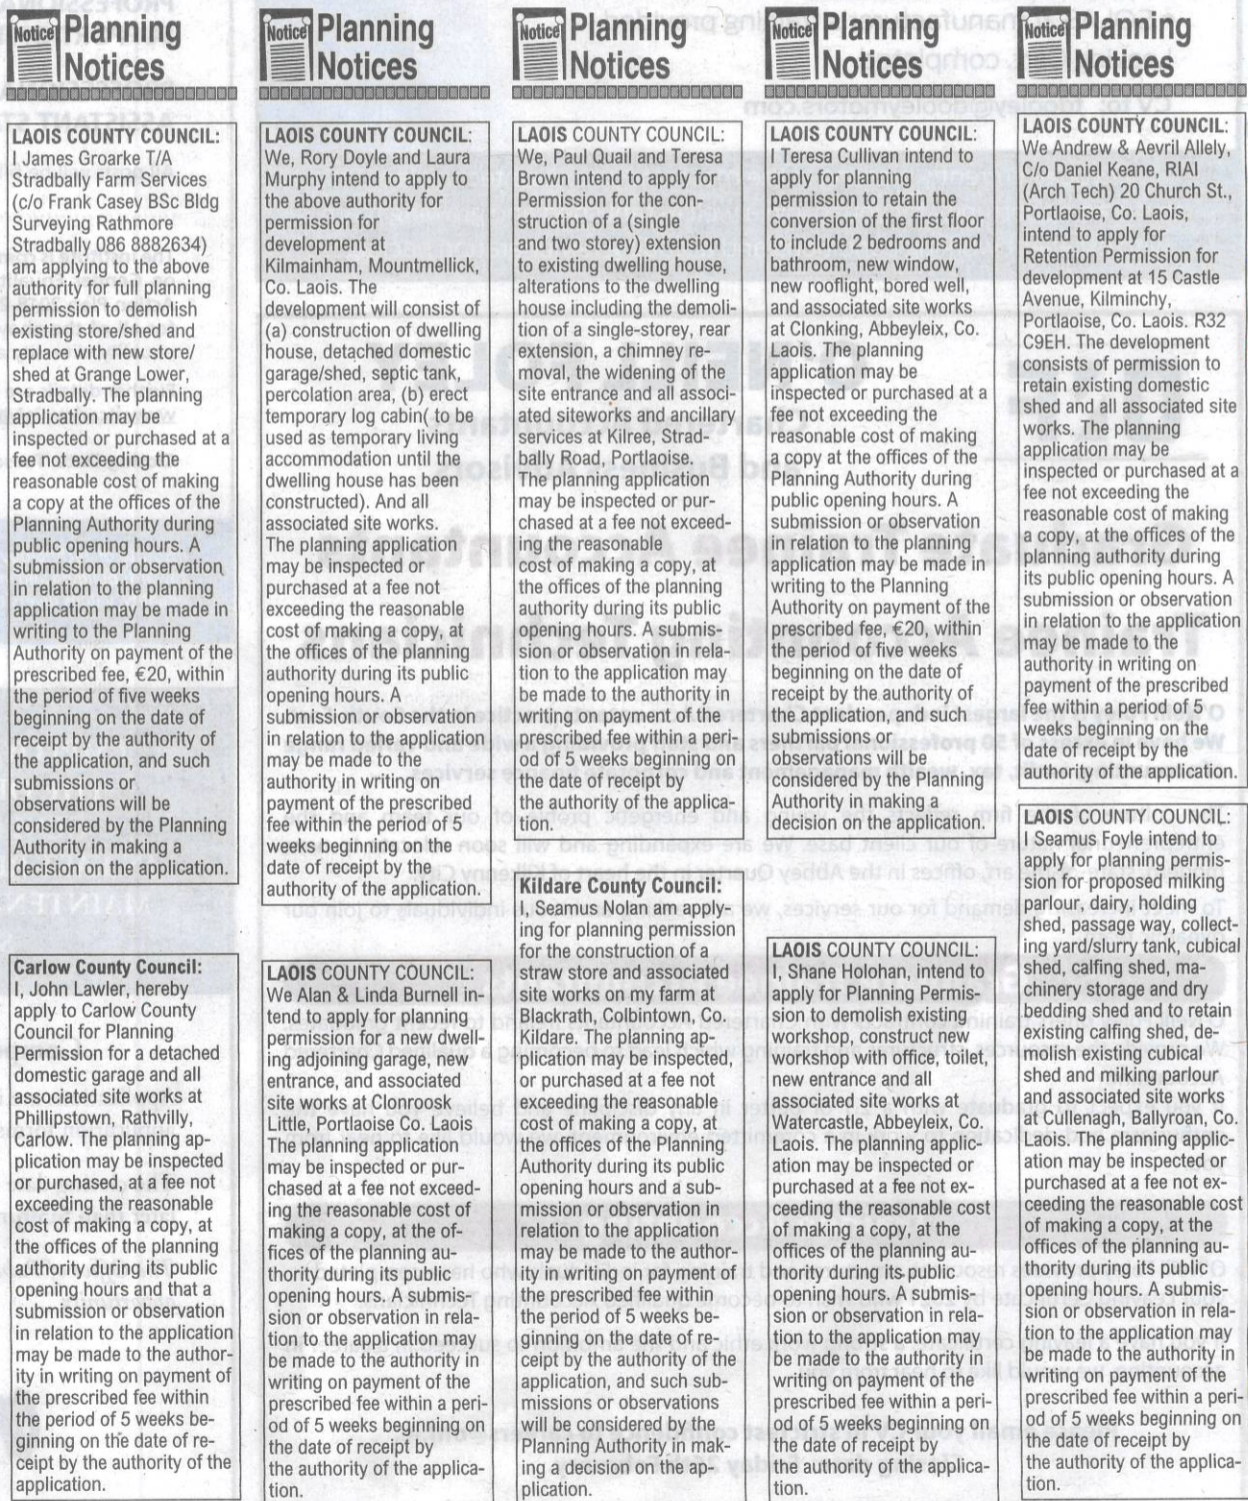 Notice Planning
Notices
LAOIS COUNTY COUNCIL:
I James Groarke T/A
Stradbally Farm Services
(c/o Frank Casey BSc Bldg
Surveying Rathmore
Stradbally 086 8882634)
am applying to the above
authority for full planning
permission to demolish
existing store/shed and
replace with new store/
shed at Grange Lower,
Stradbally. The planning
application may be
inspected or purchased at a
fee not exceeding the
reasonable cost of making
a copy at the offices of the
Planning Authority during
public opening hours. A
submission or observation
in relation to the planning
application may be made in
writing to the Planning
Authority on payment of the
prescribed fee, €20, within
the period of five weeks
beginning on the date of
receipt by the authority of
the application, and such
submissions or
observations will be
considered by the Planning
Authority in making a
decision on the application.
Carlow County Council:
I, John Lawler, hereby
apply to Carlow County
Council for Planning
Permission for a detached
domestic garage and all
associated site works at
Phillipstown, Rathvilly,
Carlow. The planning ap-
plication may be inspected
or purchased, at a fee not
exceeding the reasonable
cost of making a copy, at
the offices of the planning
authority during its public
opening hours and that a
submission or observation
in relation to the application
may be made to the author-
ity in writing on payment of
the prescribed fee within
the period of 5 weeks be-
ginning on the date of re-
ceipt by the authority of the
application.
Notice Planning
Notices
LAOIS COUNTY COUNCIL:
We, Rory Doyle and Laura
Murphy intend to apply to
the above authority for
permission for
development at
Kilmainham, Mountmellick,
Co. Laois. The
development will consist of
(a) construction of dwelling
house, detached domestic
garage/shed, septic tank,
percolation area, (b) erect
temporary log cabin( to be
used as temporary living
accommodation until the
dwelling house has been
constructed). And all
associated site works.
The planning application
may be inspected or
purchased at a fee not
exceeding the reasonable
cost of making a copy, at
the offices of the planning
authority during its public
opening hours. A
submission or observation
in relation to the application
may be made to the
authority in writing on
payment of the prescribed
fee within the period of 5
weeks beginning on the
date of receipt by the
authority of the application.
LAOIS COUNTY COUNCIL:
We Alan & Linda Burnell in-
tend to apply for planning
permission for a new dwell-
ing adjoining garage, new
entrance, and associated
site works at Clonroosk
Little, Portlaoise Co. Laois
The planning application
may be inspected or pur-
chased at a fee not exceed-
ing the reasonable cost of
making a copy, at the of-
fices of the planning au-
thority during its public
opening hours. A submis-
sion or observation in rela-
tion to the application may
be made to the authority in
writing on payment of the
prescribed fee within a peri-
od of 5 weeks beginning on
the date of receipt by
the authority of the applica-
tion.
Notice Planning
Notices
LAOIS COUNTY COUNCIL:
We, Paul Quail and Teresa
Brown intend to apply for
Permission for the con-
struction of a (single
and two storey) extension
to existing dwelling house,
alterations to the dwelling
house including the demoli-
tion of a single-storey, rear
extension, a chimney re-
moval, the widening of the
site entrance and all associ-
ated siteworks and ancillary
services at Kilree, Strad-
bally Road, Portlaoise.
The planning application
may be inspected or pur-
chased at a fee not exceed-
ing the reasonable
cost of making a copy, at
the offices of the planning
authority during its public
opening hours. A submis-
sion or observation in rela-
tion to the application may
be made to the authority in
writing on payment of the
prescribed fee within a peri-
od of 5 weeks beginning on
the date of receipt by
the authority of the applica-
tion.
Kildare County Council:
I, Seamus Nolan am apply-
ing for planning permission
for the construction of a
straw store and associated
site works on my farm at
Blackrath, Colbintown, Co.
Kildare. The planning ap-
plication may be inspected,
or purchased at a fee not
exceeding the reasonable
cost of making a copy, at
the offices of the Planning
Authority during its public
opening hours and a sub-
mission or observation in
relation to the application
may be made to the author-
ity in writing on payment of
the prescribed fee within
the period of 5 weeks be-
ginning on the date of re-
ceipt by the authority of the
application, and such sub-
missions or observations
will be considered by the
Planning Authority in mak-
ing a decision on the ap-
plication.
Notice Planning
Notices
LAOIS COUNTY COUNCIL:
I Teresa Cullivan intend to
apply for planning
permission to retain the
conversion of the first floor
to include 2 bedrooms and
bathroom, new window,
new rooflight, bored well,
and associated site works
at Clonking, Abbeyleix, Co.
Laois. The planning
application may be
inspected or purchased at a
fee not exceeding the
reasonable cost of making
a copy at the offices of the
Planning Authority during
public opening hours. A
submission or observation
in relation to the planning
application may be made in
writing to the Planning
Authority on payment of the
prescribed fee, €20, within
the period of five weeks
beginning on the date of
receipt by the authority of
the application, and such
submissions or
observations will be
considered by the Planning
Authority in making a
decision on the application.
LAOIS COUNTY COUNCIL:
I, Shane Holohan, intend to
apply for Planning Permis-
sion to demolish existing
workshop, construct new
workshop with office, toilet,
new entrance and all
associated site works at
Watercastle, Abbeyleix, Co.
Laois. The planning applic-
ation may be inspected or
purchased at a fee not ex-
ceeding the reasonable cost
of making a copy, at the
offices of the planning au-
thority during its public
opening hours. A submis-
sion or observation in rela-
tion to the application may
be made to the authority in
writing on payment of the
prescribed fee within a peri-
od of 5 weeks beginning on
the date of receipt by
the authority of the applica-
tion.
Notice Planning
Notices
LAOIS COUNTY COUNCIL:
We Andrew & Aevril Allely,
C/o Daniel Keane, RIAI
(Arch Tech) 20 Church St.,
Portlaoise, Co. Laois,
intend to apply for
Retention Permission for
development at 15 Castle
Avenue, Kilminchy,
Portlaoise, Co. Laois. R32
C9EH. The development
consists of permission to
retain existing domestic
shed and all associated site
works. The planning
application may be
inspected or purchased at a
fee not exceeding the
reasonable cost of making
a copy, at the offices of the
planning authority during
its public opening hours. A
submission or observation
in relation to the application
may be made to the
authority in writing on
payment of the prescribed
fee within a period of 5
weeks beginning on the
date of receipt by the
authority of the application.
LAOIS COUNTY COUNCIL:
I Seamus Foyle intend to
apply for planning permis-
sion for proposed milking
parlour, dairy, holding
shed, passage way, collect-
ing yard/slurry tank, cubical
shed, calfing shed, ma-
chinery storage and dry
bedding shed and to retain
existing calfing shed, de-
molish existing cubical
shed and milking parlour
and associated site works
at Cullenagh, Ballyroan, Co.
Laois. The planning applic-
ation may be inspected or
purchased at a fee not ex-
ceeding the reasonable cost
of making a copy, at the
offices of the planning au-
thority during its public
opening hours. A submis-
sion or observation in rela-
tion to the application may
be made to the authority in
writing on payment of the
prescribed fee within a peri-
od of 5 weeks beginning on
the date of receipt by
the authority of the applica-
tion.